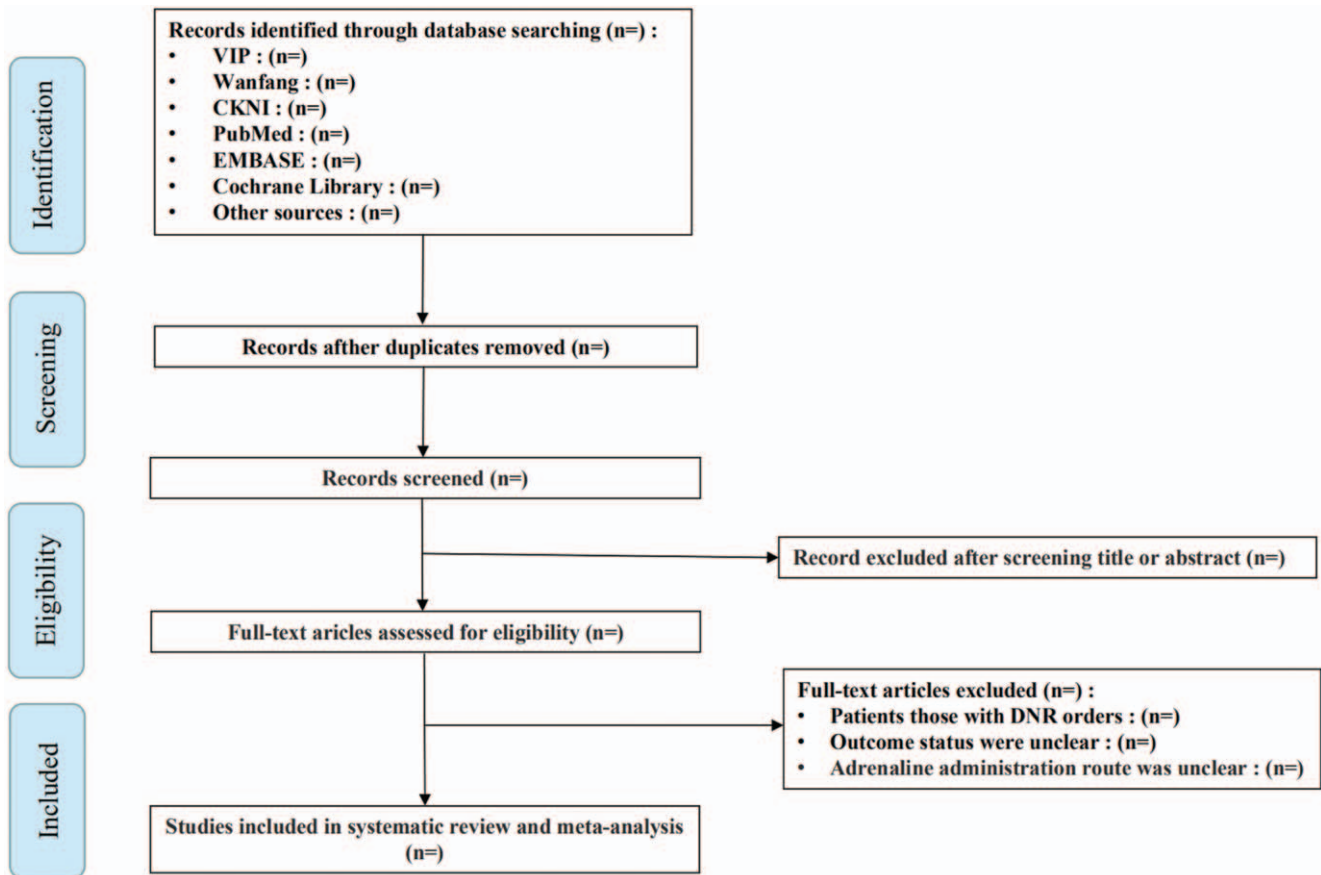 Identification
Records identified through database searching (n=) :
• VIP : (n=)
• Wanfang : (n=)
• CKNI : (n=)
• PubMed : (n=)
• EMBASE : (n=)
• Cochrane Library : (n=)
• Other sources : (n=)
Screening
Records afther duplicates removed (n=)
Records screened (n=)
Eligibility
Record excluded after screening title or abstract (n=)
Full-text aricles assessed for eligibility (n=)
Included
Full-text articles excluded (n=) :
• Patients those with DNR orders : (n=)
• Outcome status were unclear : (n=)
• Adrenaline administration route was unclear : (n=)
Studies included in systematic review and meta-analysis
(n=)